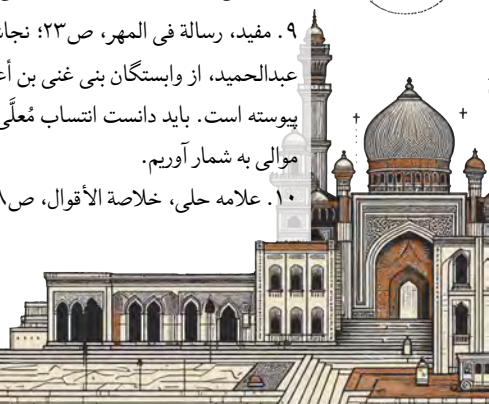 ۹. مفید، رسالة فی المهر، ص۲۳؛
عبدالحمید، از وابستگان بنی غنی بن
پیوسته است. باید دانست انتساب مُعلَّی
موالی به شمار آوریم.
۱۰. علامه حلی، خلاصة الأقوال،